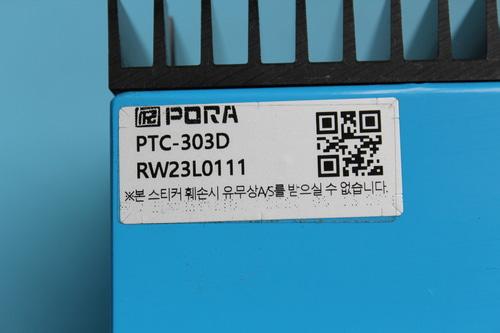 PORA
PTC-303D
RW23L0111
※본 스티커 훼손시 유무상A/S를 받으실 수 없습니다.